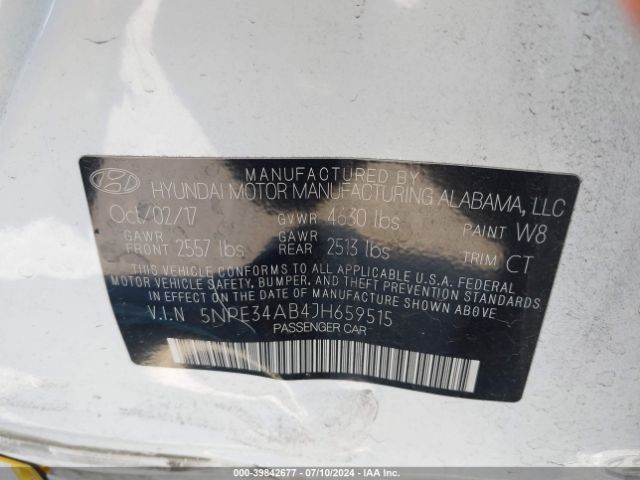 MANUFACTURED BY
HYUNDAI MOTOR MANUFACTURING ALABAMA, LLC
Oct/02/17 GVWR 4630 lbs PAINT W8
GAWR FRONT 2557 lbs GAWR REAR 2513 lbs TRIM CT
THIS VEHICLE CONFORMS TO ALL APPLICABLE U.S.A. FEDERAL
MOTOR VEHICLE SAFETY, BUMPER, AND THEFT PREVENTION STANDARDS
IN EFFECT ON THE DATE OF MANUFACTURE SHOWN ABOVE.
V.I.N 5NPE34AB4JH659515
PASSENGER CAR
000-39842677 - 07/10/2024 - IAA Inc.